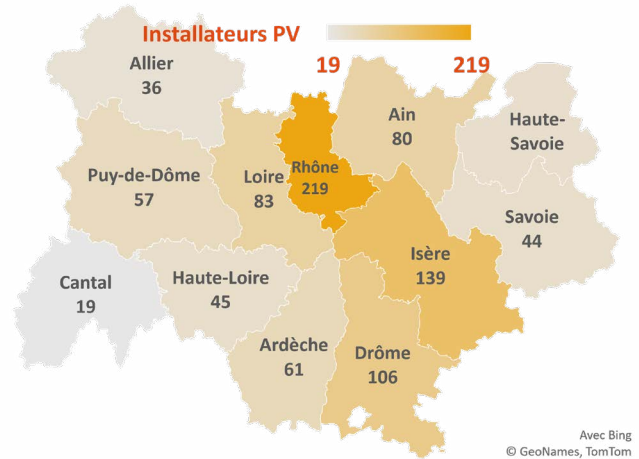 Installateurs PV
19 219
Allier
36
Ain
80
Haute-
Savoie
Puy-de-Dôme
57
Loire
83
Rhône
219
Savoie
44
Isère
139
Cantal
19
Haute-Loire
45
Ardèche
61
Drôme
106
Avec Bing
© GeoNames, TomTom